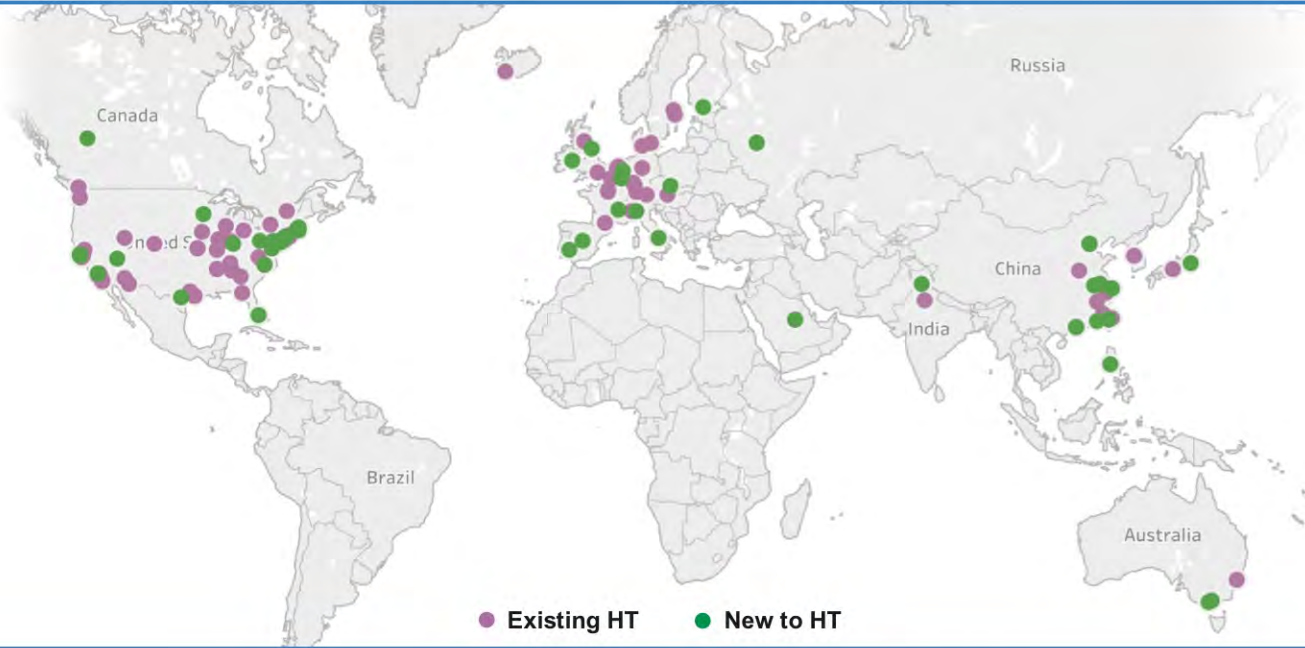 Russia
Canada
China
India
Brazil
Australia
Existing HT
New to HT